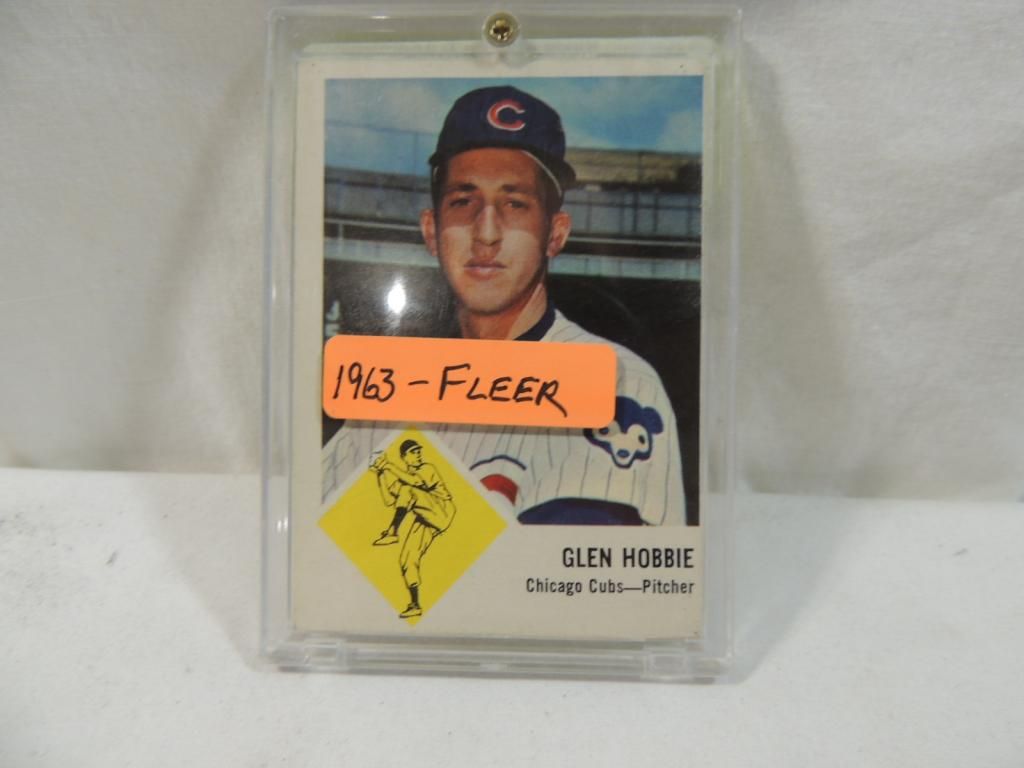 C
1963 - FLEER
GLEN HOBBIE
Chicago Cubs—Pitcher